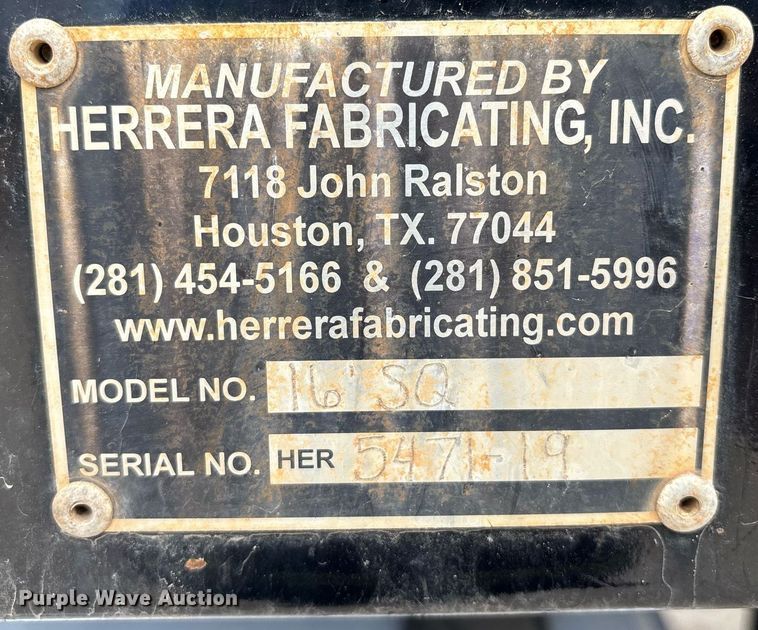 MANUFACTURED BY
HERRERA FABRICATING, INC.
7118 John Ralston
Houston, TX. 77044
(281) 454-5166 & (281) 851-5996
www.herrerafabricating.com
MODEL NO. 16' SQ
SERIAL NO. HER 5471-19
Purple Wave Auction